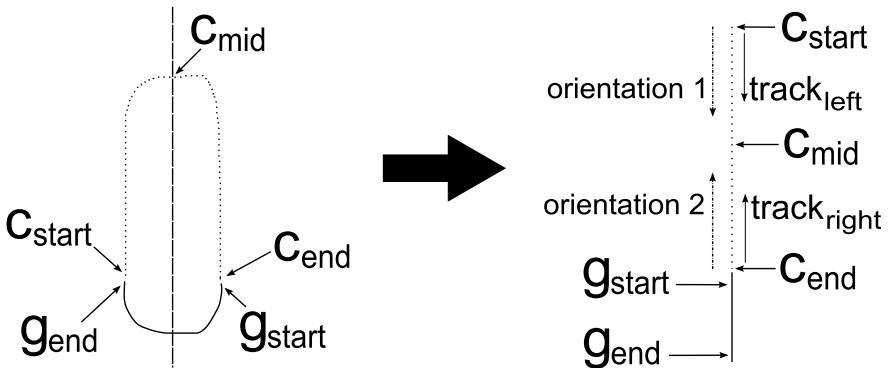 c_mid
c_start
c_end
g_end
g_start
c_start
orientation 1
track_left
c_mid
orientation 2
track_right
c_end
g_start
g_end